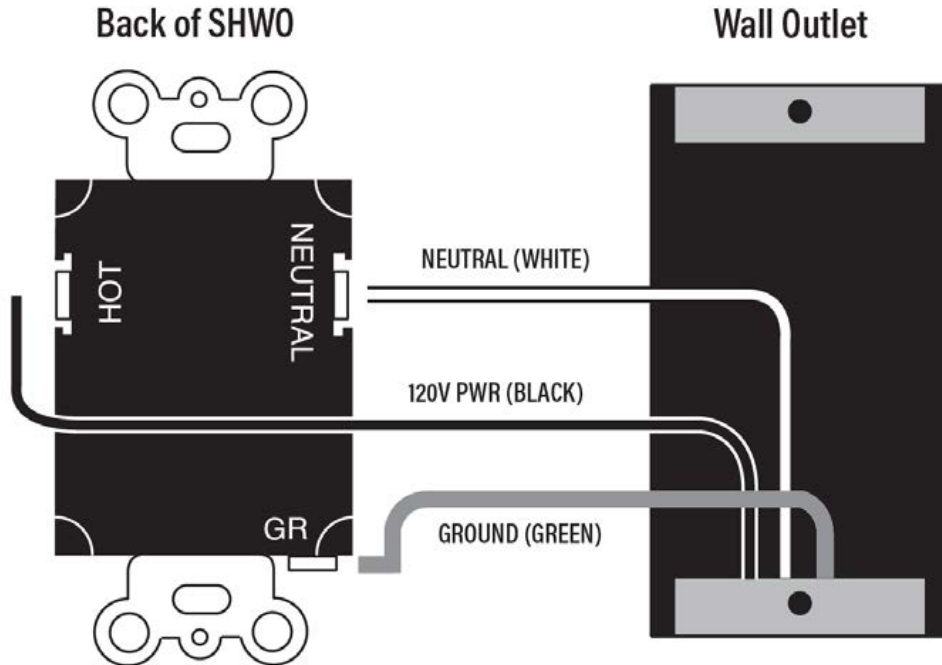 Back of SHWO
Wall Outlet
HOT
NEUTRAL
NEUTRAL (WHITE)
120V PWR (BLACK)
GR
GROUND (GREEN)